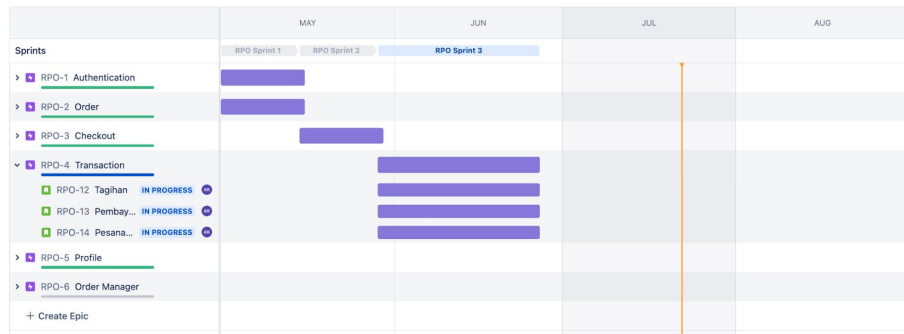 MAY JUN JUL AUG
Sprints RPO Sprint 1 RPO Sprint 2 RPO Sprint 3
RPO-1 Authentication
RPO-2 Order
RPO-3 Checkout
RPO-4 Transaction
RPO-12 Tagihan IN PROGRESS AK
RPO-13 Pembay... IN PROGRESS AK
RPO-14 Pesana... IN PROGRESS AK
RPO-5 Profile
RPO-6 Order Manager
+ Create Epic